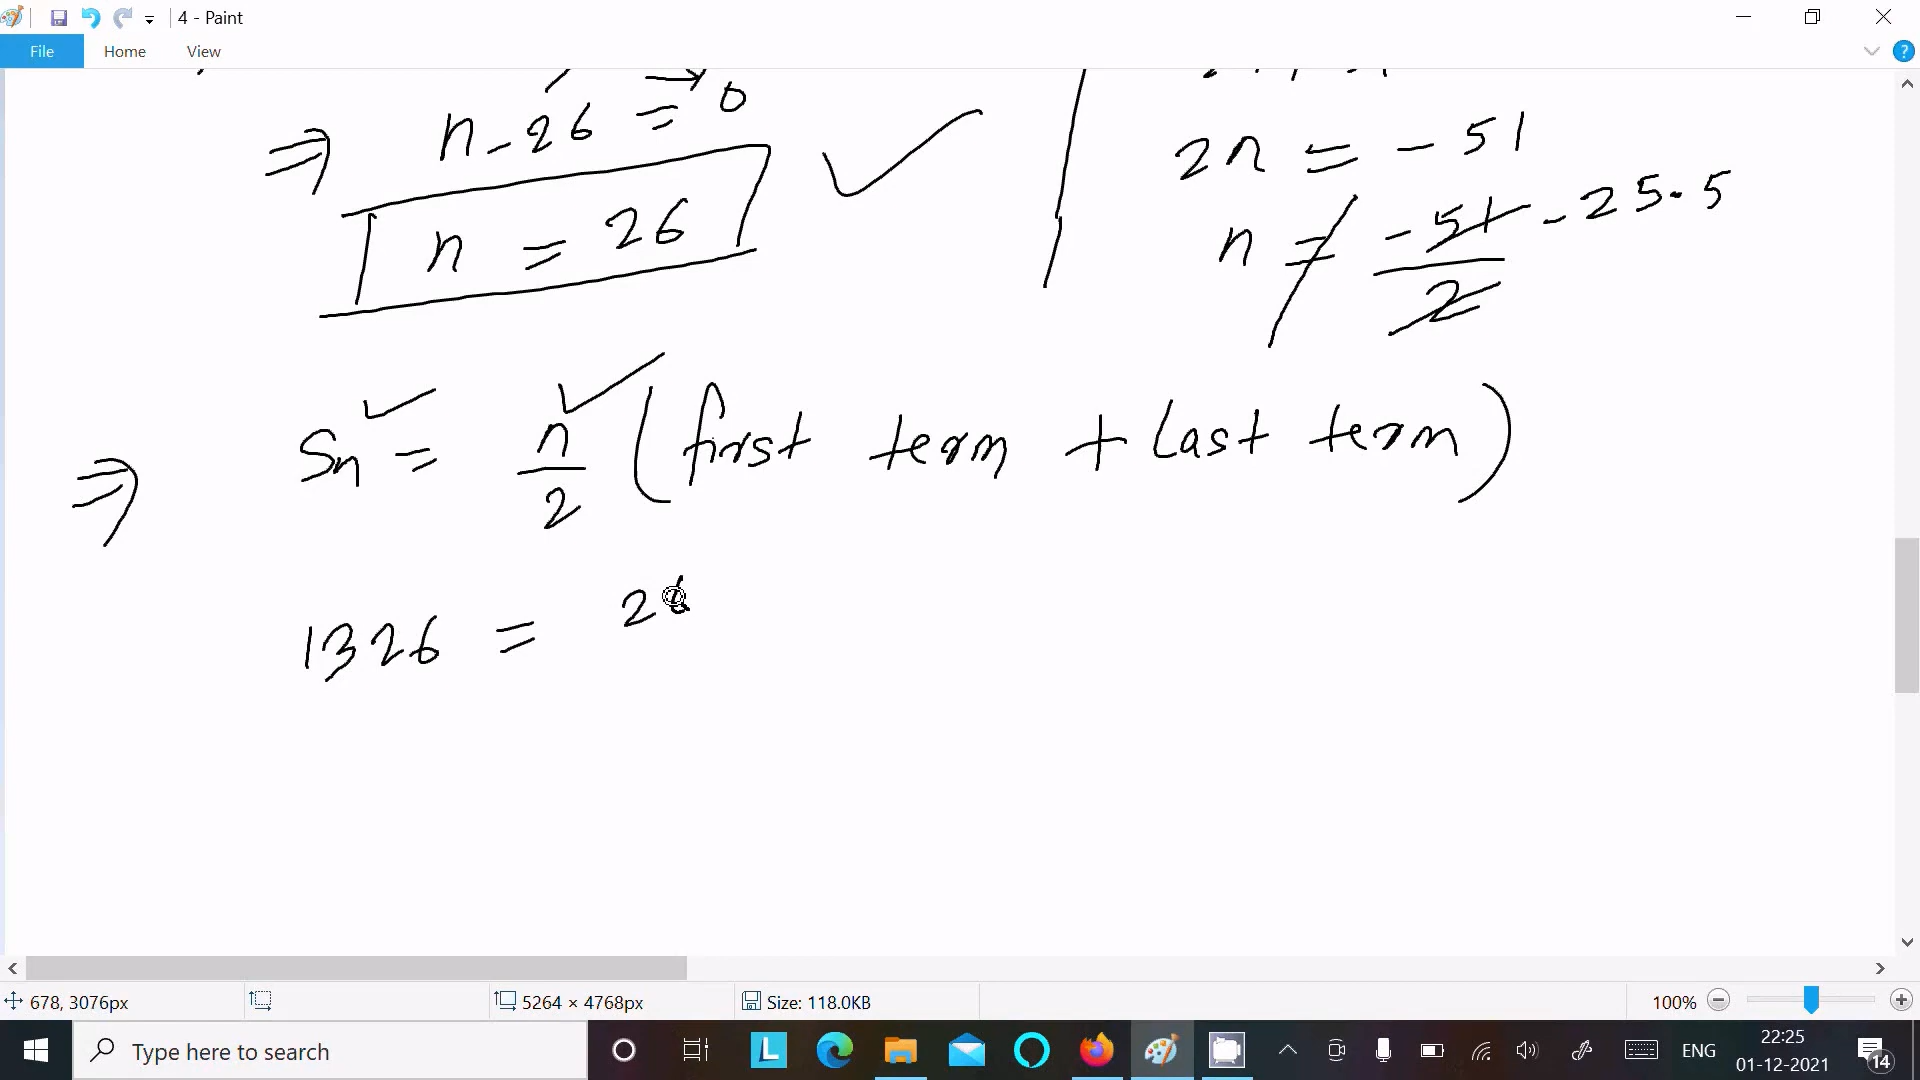 4 - Paint
File Home View
⇒ n - 26 = 0
n = 26
2n = -51
n = -51/2 -25.5
⇒ Sn = n/2 (first term + last term)
1326 = 26
678, 3076px
5264 × 4768px
Size: 118.0KB
100%
Type here to search
L
ENG
22:25
01-12-2021
14